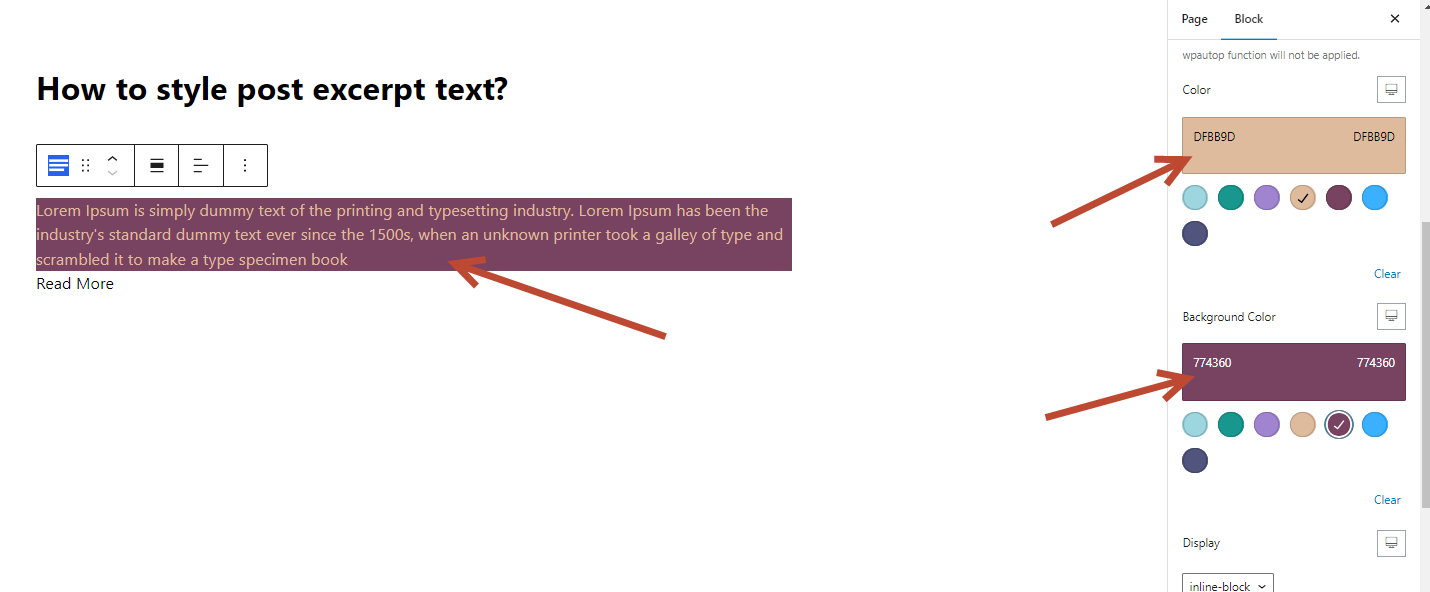 How to style post excerpt text?
Lorem Ipsum is simply dummy text of the printing and typesetting industry. Lorem Ipsum has been the
industry's standard dummy text ever since the 1500s, when an unknown printer took a galley of type and
scrambled it to make a type specimen book
Read More
Page Block
wpautop function will not be applied.
Color
DFBB9D DFBB9D
Clear
Background Color
774360 774360
Clear
Display
inline-block